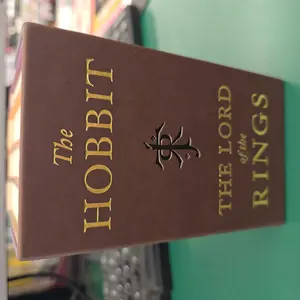 The
HOBBIT
THE LORD
of the
RINGS